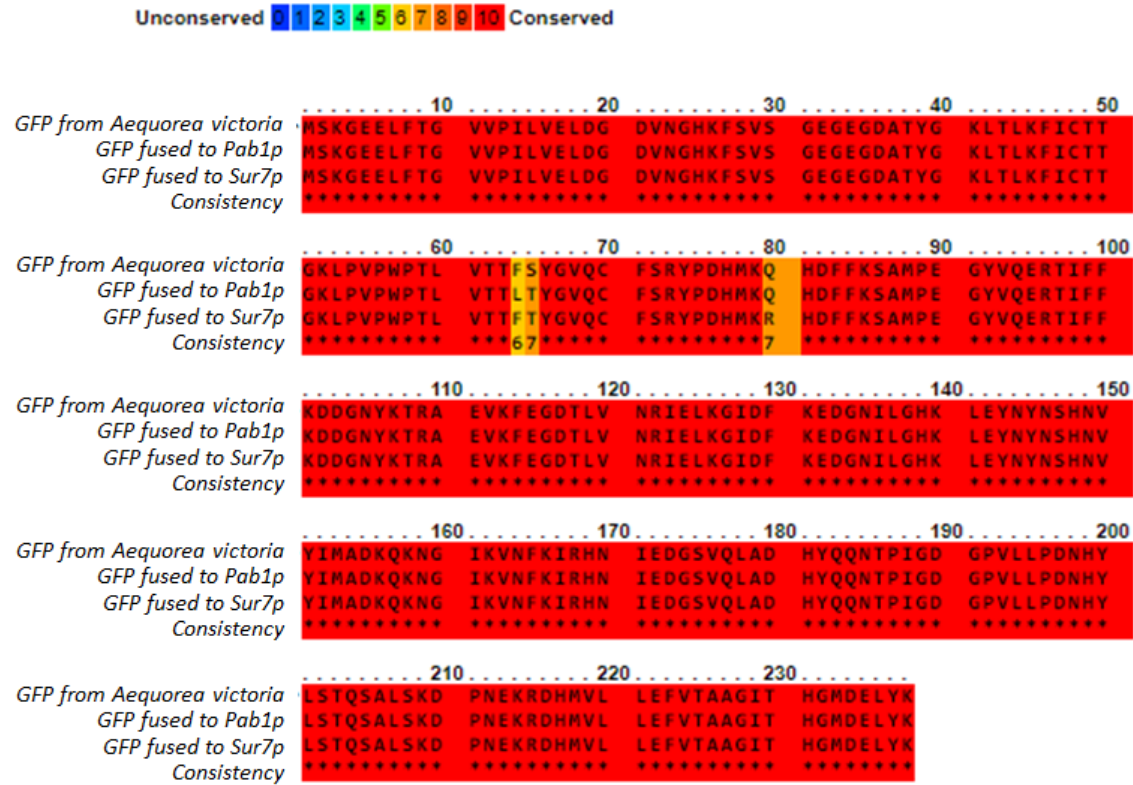 Unconserved 0 1 2 3 4 5 6 7 8 9 10 Conserved
. . . . . . . . . 10 . . . . . . . . . 20 . . . . . . . . . 30 . . . . . . . . . 40 . . . . . . . . . 50
GFP from Aequorea victoria MSKGEELFTG VVPILVELDG DVNGHKFSVS GEGEGDATYG KLTLKFICTT
GFP fused to Pab1p MSKGEELFTG VVPILVELDG DVNGHKFSVS GEGEGDATYG KLTLKFICTT
GFP fused to Sur7p MSKGEELFTG VVPILVELDG DVNGHKFSVS GEGEGDATYG KLTLKFICTT
Consistency ********** ********** ********** ********** **********
. . . . . . . . . 60 . . . . . . . . . 70 . . . . . . . . . 80 . . . . . . . . . 90 . . . . . . . . . 100
GFP from Aequorea victoria GKLPVPWPTL VTTFSYGVQC FSRYPDHMKQ HDFFKSAMPE GYVQERTIFF
GFP fused to Pab1p GKLPVPWPTL VTTLTYGVQC FSRYPDHMKQ HDFFKSAMPE GYVQERTIFF
GFP fused to Sur7p GKLPVPWPTL VTTFTYGVQC FSRYPDHMKR HDFFKSAMPE GYVQERTIFF
Consistency ********** ***67***** *********7 ********** **********
. . . . . . . . . 110 . . . . . . . . . 120 . . . . . . . . . 130 . . . . . . . . . 140 . . . . . . . . . 150
GFP from Aequorea victoria KDDGNYKTRA EVKFEGDTLV NRIELKGIDF KEDGNILGHK LEYNYNSHNV
GFP fused to Pab1p KDDGNYKTRA EVKFEGDTLV NRIELKGIDF KEDGNILGHK LEYNYNSHNV
GFP fused to Sur7p KDDGNYKTRA EVKFEGDTLV NRIELKGIDF KEDGNILGHK LEYNYNSHNV
Consistency ********** ********** ********** ********** **********
. . . . . . . . . 160 . . . . . . . . . 170 . . . . . . . . . 180 . . . . . . . . . 190 . . . . . . . . . 200
GFP from Aequorea victoria YIMADKQKNG IKVNFKIRHN IEDGSVQLAD HYQQNTPIGD GPVLLPDNHY
GFP fused to Pab1p YIMADKQKNG IKVNFKIRHN IEDGSVQLAD HYQQNTPIGD GPVLLPDNHY
GFP fused to Sur7p YIMADKQKNG IKVNFKIRHN IEDGSVQLAD HYQQNTPIGD GPVLLPDNHY
Consistency ********** ********** ********** ********** **********
. . . . . . . . . 210 . . . . . . . . . 220 . . . . . . . . . 230 . . . . . . . .
GFP from Aequorea victoria LSTQSALSKD PNEKRDHMVL LEFVTAAGIT HGMDELYK
GFP fused to Pab1p LSTQSALSKD PNEKRDHMVL LEFVTAAGIT HGMDELYK
GFP fused to Sur7p LSTQSALSKD PNEKRDHMVL LEFVTAAGIT HGMDELYK
Consistency ********** ********** ********** ********